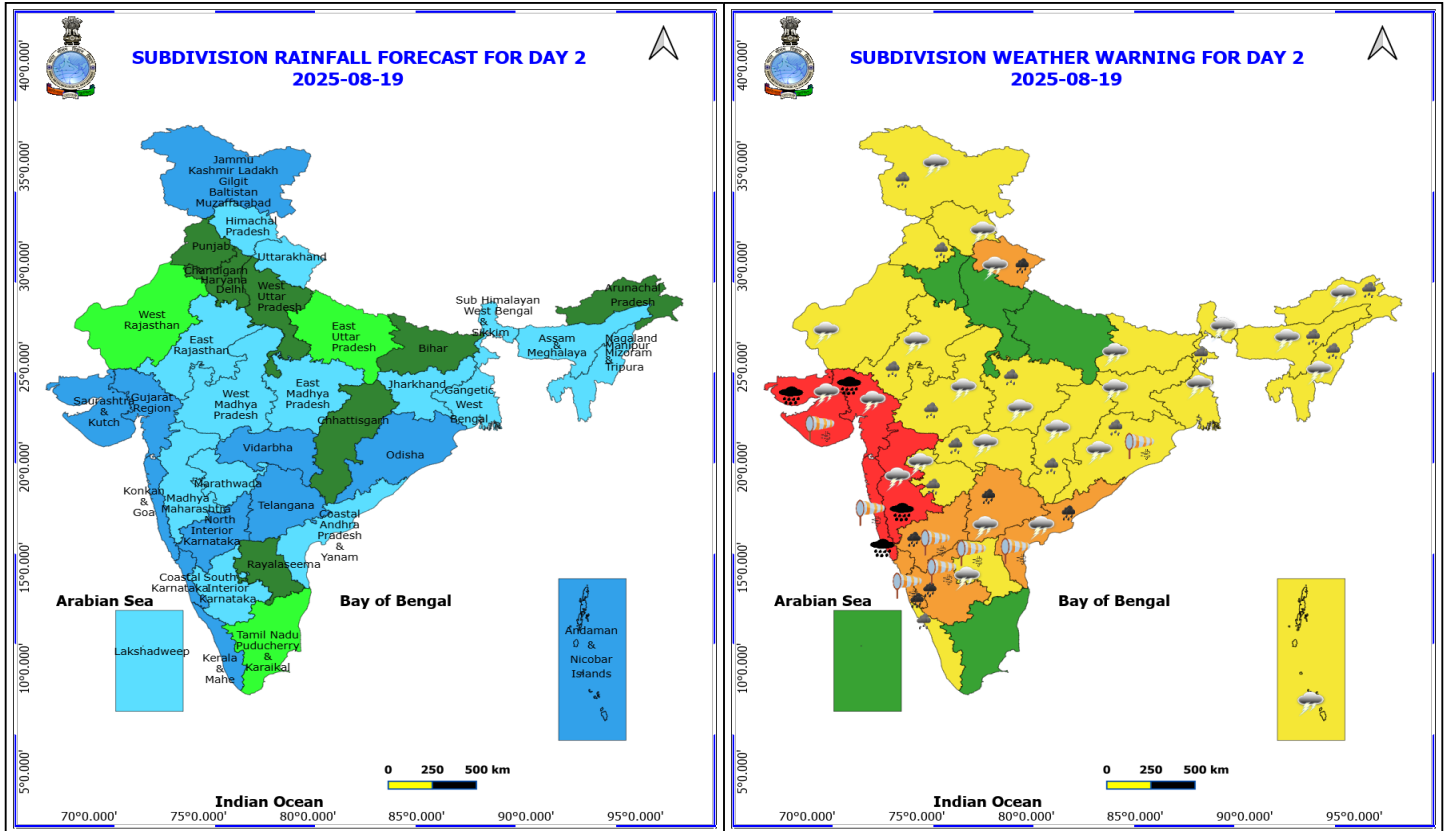 SUBDIVISION RAINFALL FORECAST FOR DAY 2
2025-08-19
40°0.000'
35°0.000'
30°0.000'
25°0.000'
20°0.000'
15°0.000'
10°0.000'
5°0.000'
Jammu
Kashmir Ladakh
Gilgit
Baltistan
Muzaffarabad
Himachal
Pradesh
Punjab
Uttarakhand
Chandigarh
Haryana
Delhi
West
Uttar
Pradesh
Arunachal
Pradesh
West
Rajasthan
East
Rajasthan
East
Uttar
Pradesh
Bihar
Sub Himalayan
West Bengal
&
Sikkim
Assam
&
Meghalaya
Nagaland
Manipur
Mizoram
&
Tripura
Saurashtra
&
Kutch
Gujarat
Region
West
Madhya
Pradesh
East
Madhya
Pradesh
Jharkhand
Gangetic
West
Bengal
Chhattisgarh
Vidarbha
Odisha
Konkan
&
Goa
Madhya
Maharashtra
Marathwada
Telangana
North
Interior
Karnataka
Coastal
Andhra
Pradesh
&
Yanam
Rayalaseema
Coastal
Karnataka
South
Interior
Karnataka
Arabian Sea
Bay of Bengal
Lakshadweep
Kerala
&
Mahe
Tamil Nadu
Puducherry
&
Karaikal
Andaman
&
Nicobar
Islands
0 250 500 km
Indian Ocean
70°0.000' 75°0.000' 80°0.000' 85°0.000' 90°0.000' 95°0.000'
SUBDIVISION WEATHER WARNING FOR DAY 2
2025-08-19
40°0.000'
35°0.000'
30°0.000'
25°0.000'
20°0.000'
15°0.000'
10°0.000'
5°0.000'
Arabian Sea
Bay of Bengal
0 250 500 km
Indian Ocean
70°0.000' 75°0.000' 80°0.000' 85°0.000' 90°0.000' 95°0.000'